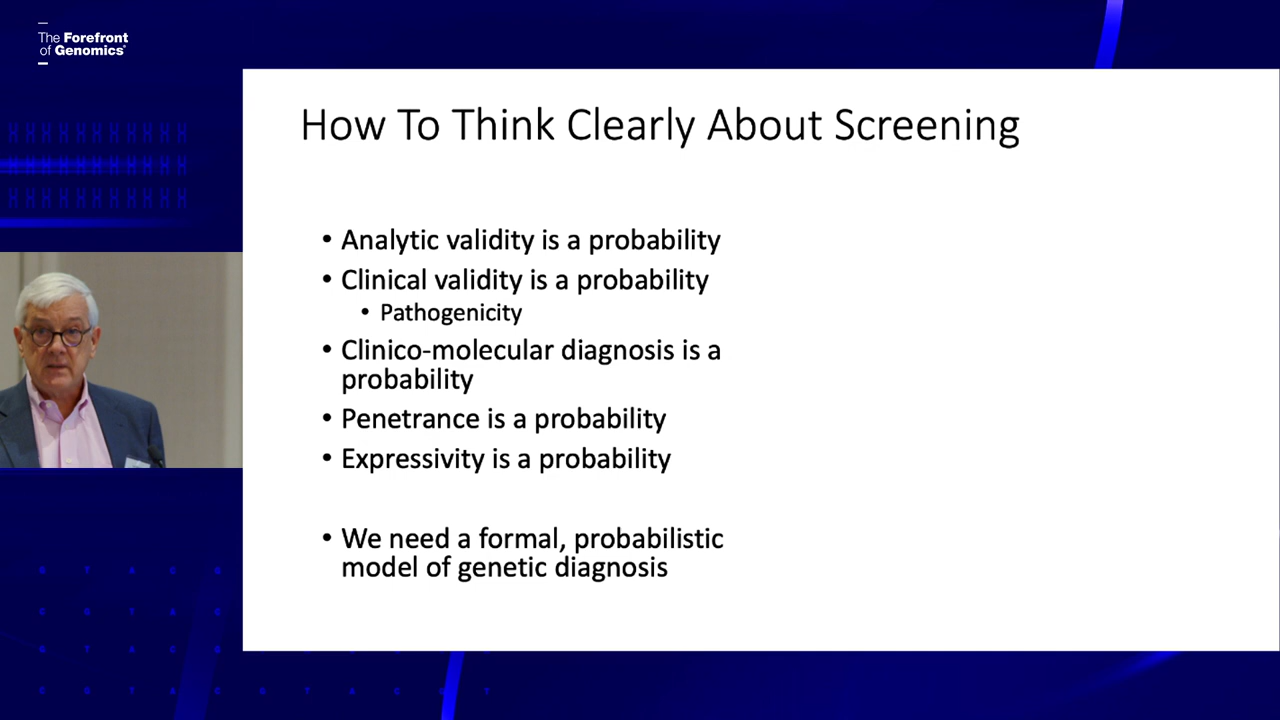 The Forefront
of Genomics®
How To Think Clearly About Screening
• Analytic validity is a probability
• Clinical validity is a probability
• Pathogenicity
• Clinico-molecular diagnosis is a
probability
• Penetrance is a probability
• Expressivity is a probability
• We need a formal, probabilistic
model of genetic diagnosis